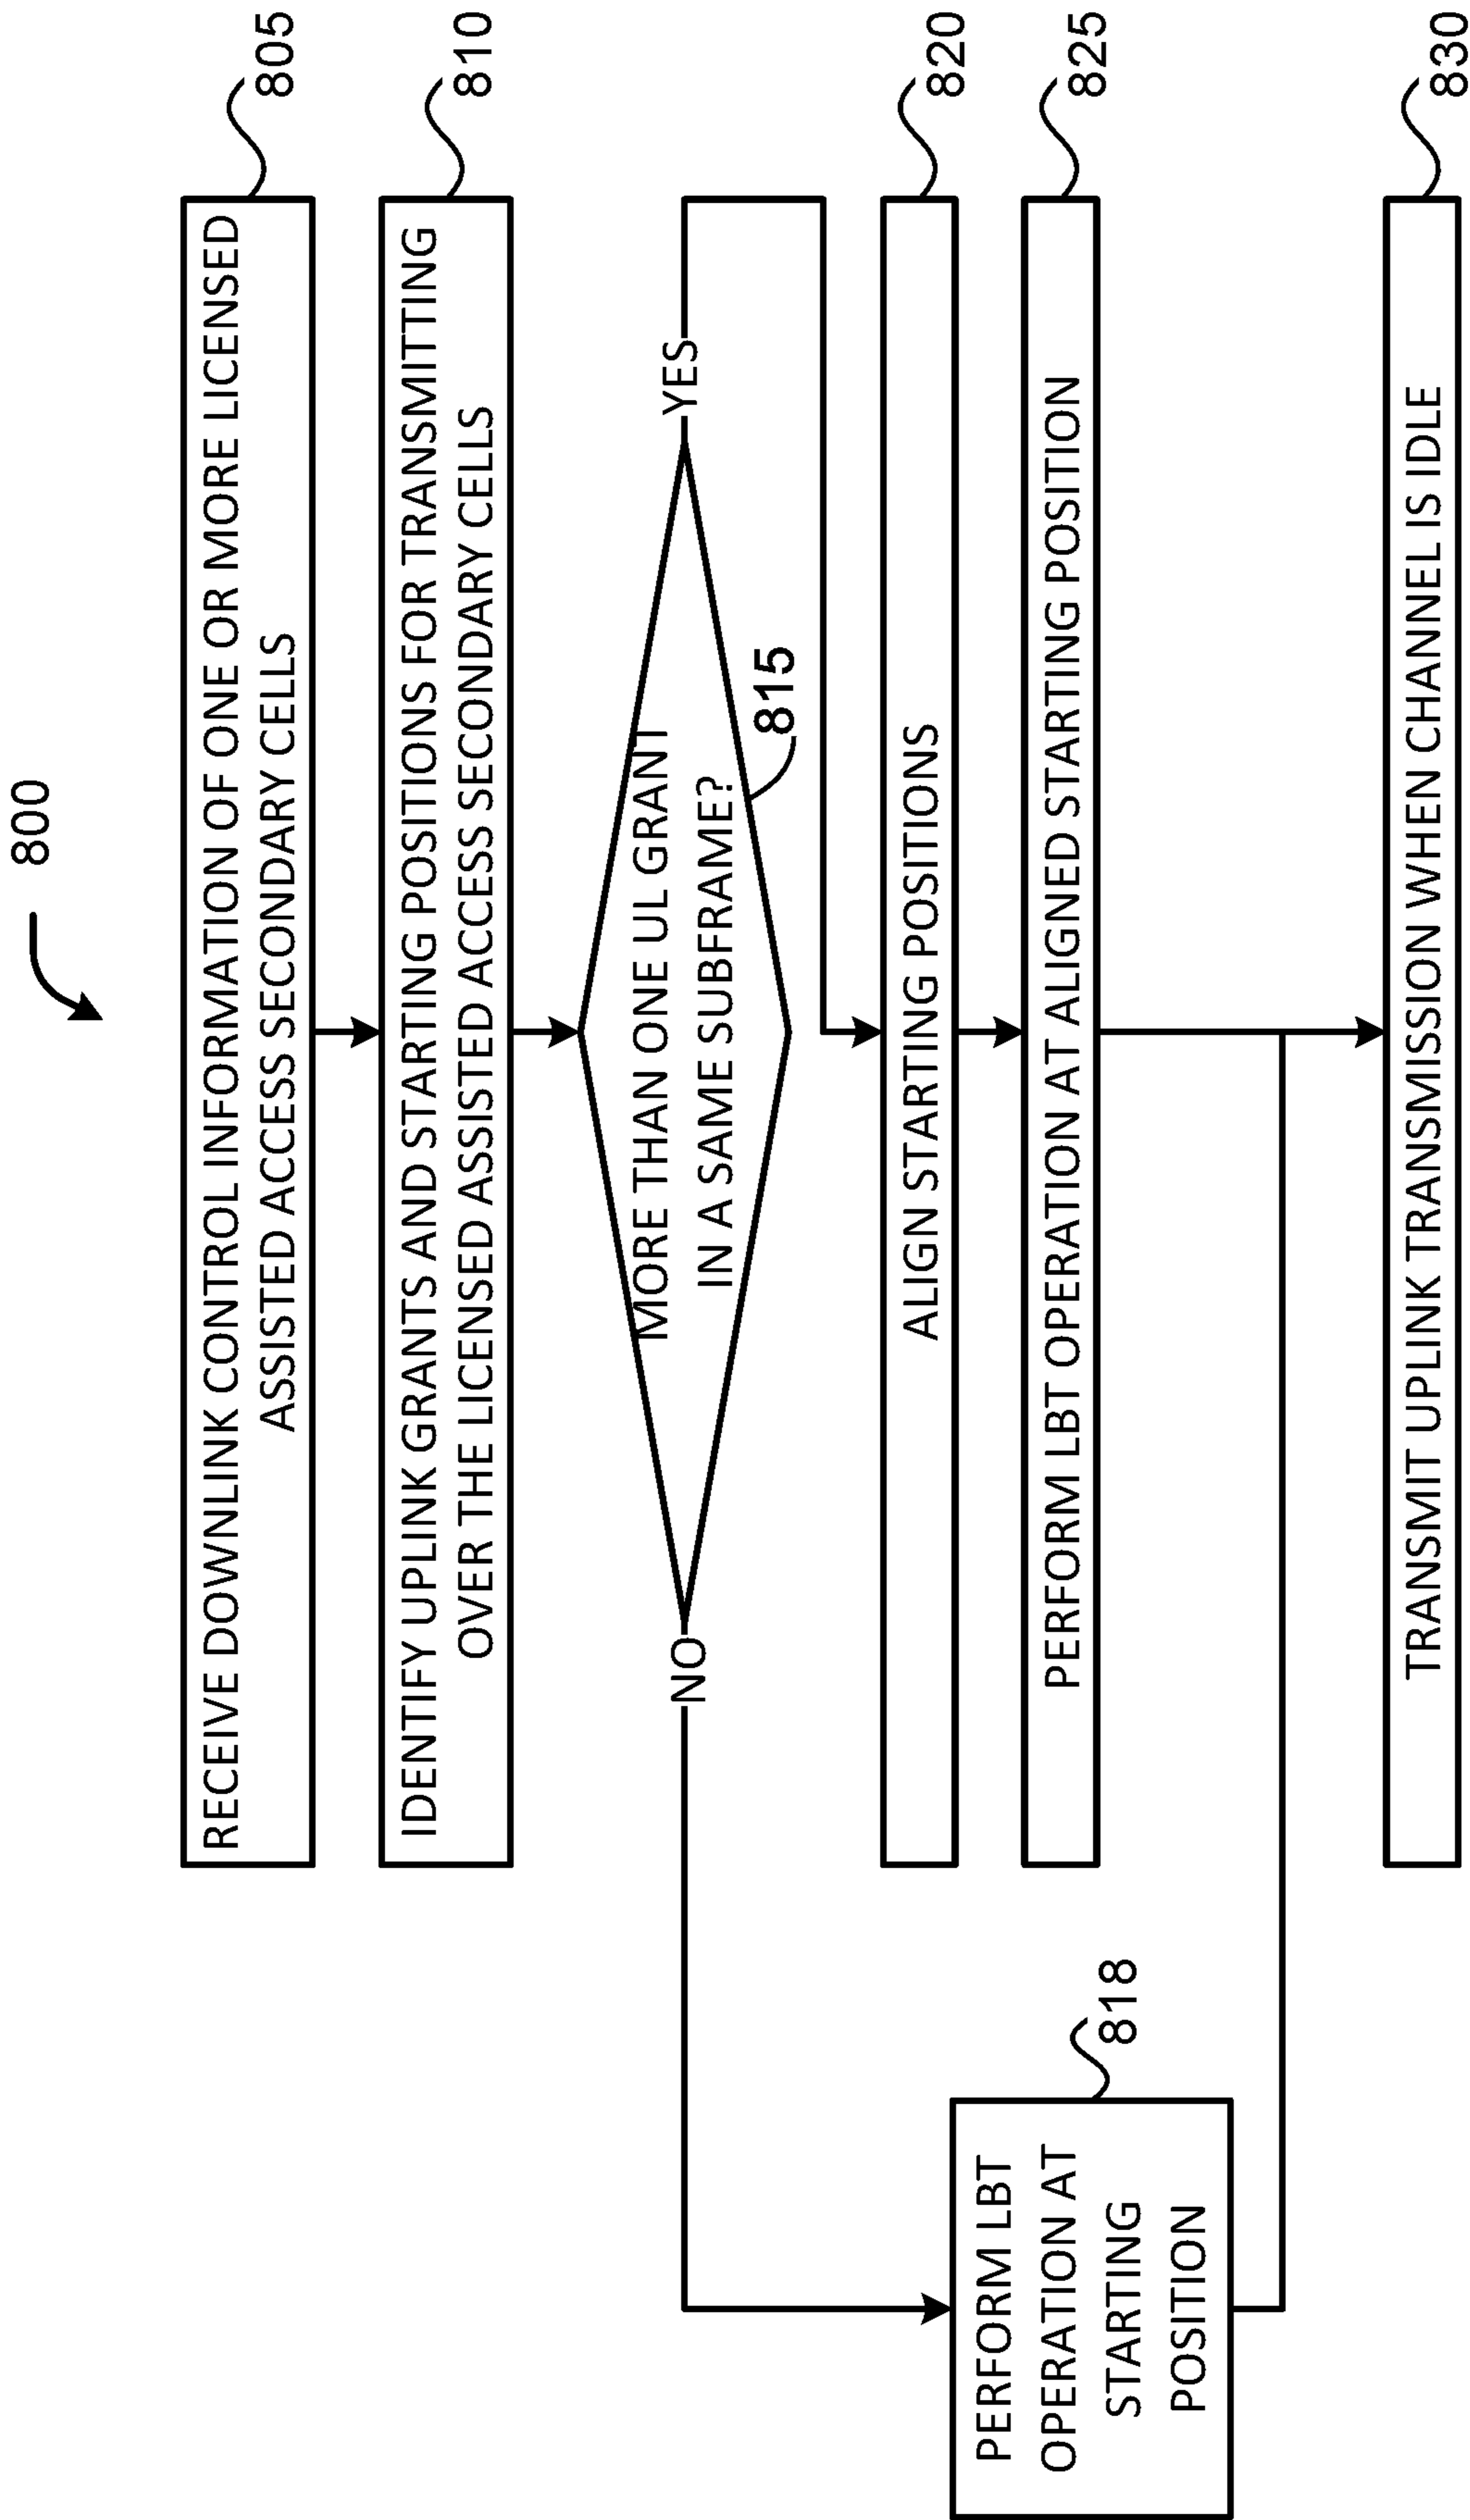 800
RECEIVE DOWNLINK CONTROL INFORMATION OF ONE OR MORE LICENSED
ASSISTED ACCESS SECONDARY CELLS
805
IDENTIFY UPLINK GRANTS AND STARTING POSITIONS FOR TRANSMITTING
OVER THE LICENSED ASSISTED ACCESS SECONDARY CELLS
810
MORE THAN ONE UL GRANT
IN A SAME SUBFRAME?
815
NO
YES
PERFORM LBT
OPERATION AT
STARTING
POSITION
818
ALIGN STARTING POSITIONS
820
PERFORM LBT OPERATION AT ALIGNED STARTING POSITION
825
TRANSMIT UPLINK TRANSMISSION WHEN CHANNEL IS IDLE
830